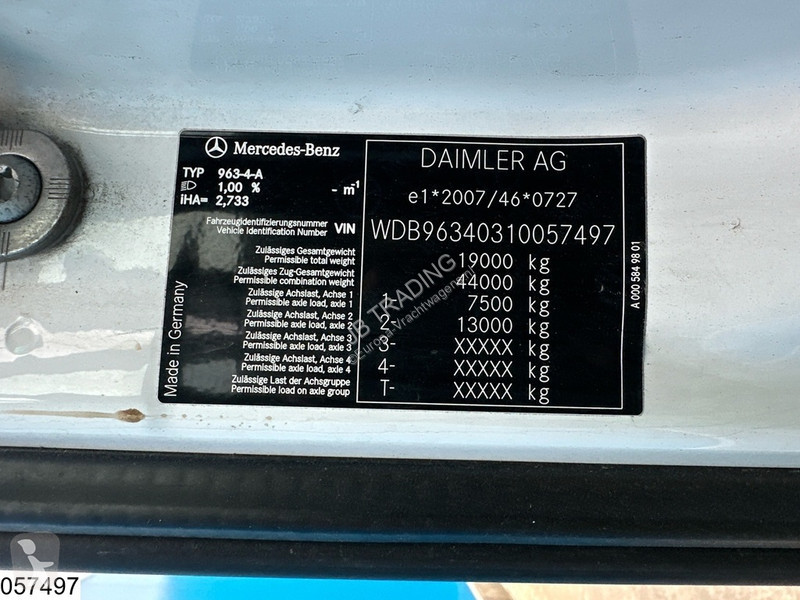 Mercedes-Benz
TYP 963-4-A
1,00 % - m⁻¹
iHA= 2,733
Fahrzeugidentifizierungsnummer
Vehicle Identification Number VIN
Zulässiges Gesamtgewicht
Permissible total weight
Zulässiges Zug-Gesamtgewicht
Permissible combination weight
Zulässige Achslast, Achse 1
Permissible axle load, axle 1
Zulässige Achslast, Achse 2
Permissible axle load, axle 2
Zulässige Achslast, Achse 3
Permissible axle load, axle 3
Zulässige Achslast, Achse 4
Permissible axle load, axle 4
Zulässige Last der Achsgruppe
Permissible load on axle group
Made in Germany
DAIMLER AG
e1*2007/46*0727
WDB96340310057497
19000 kg
44000 kg
1- 7500 kg
2- 13000 kg
3- XXXXX kg
4- XXXXX kg
T- XXXXX kg
A 000 584 98 01
JB TRADING
©Europe-Vrachtwagen.nl
057497